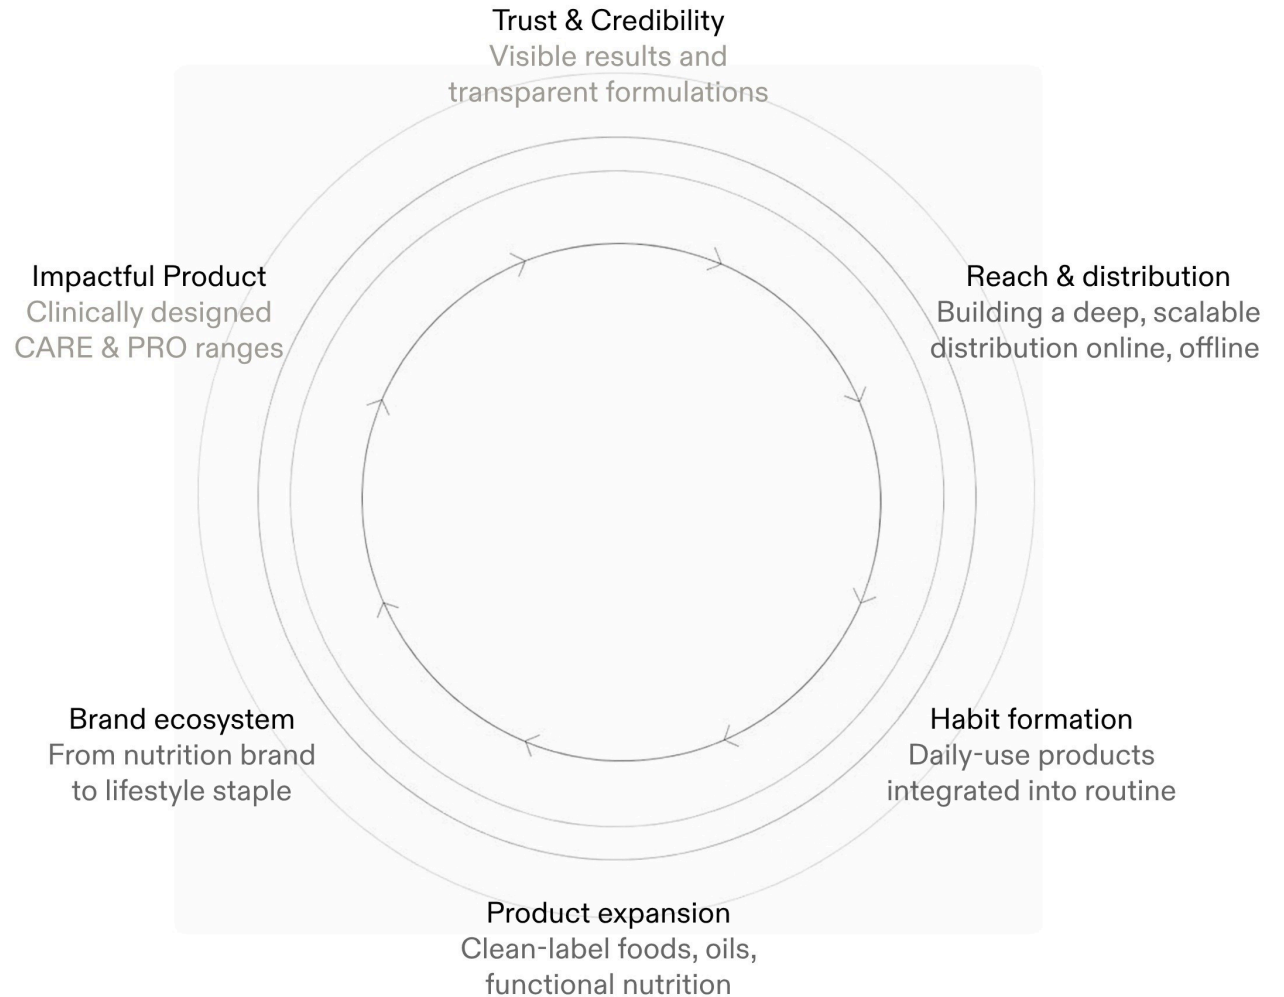 Trust & Credibility
Visible results and
transparent formulations
Impactful Product
Clinically designed
CARE & PRO ranges
Reach & distribution
Building a deep, scalable
distribution online, offline
Brand ecosystem
From nutrition brand
to lifestyle staple
Habit formation
Daily-use products
integrated into routine
Product expansion
Clean-label foods, oils,
functional nutrition